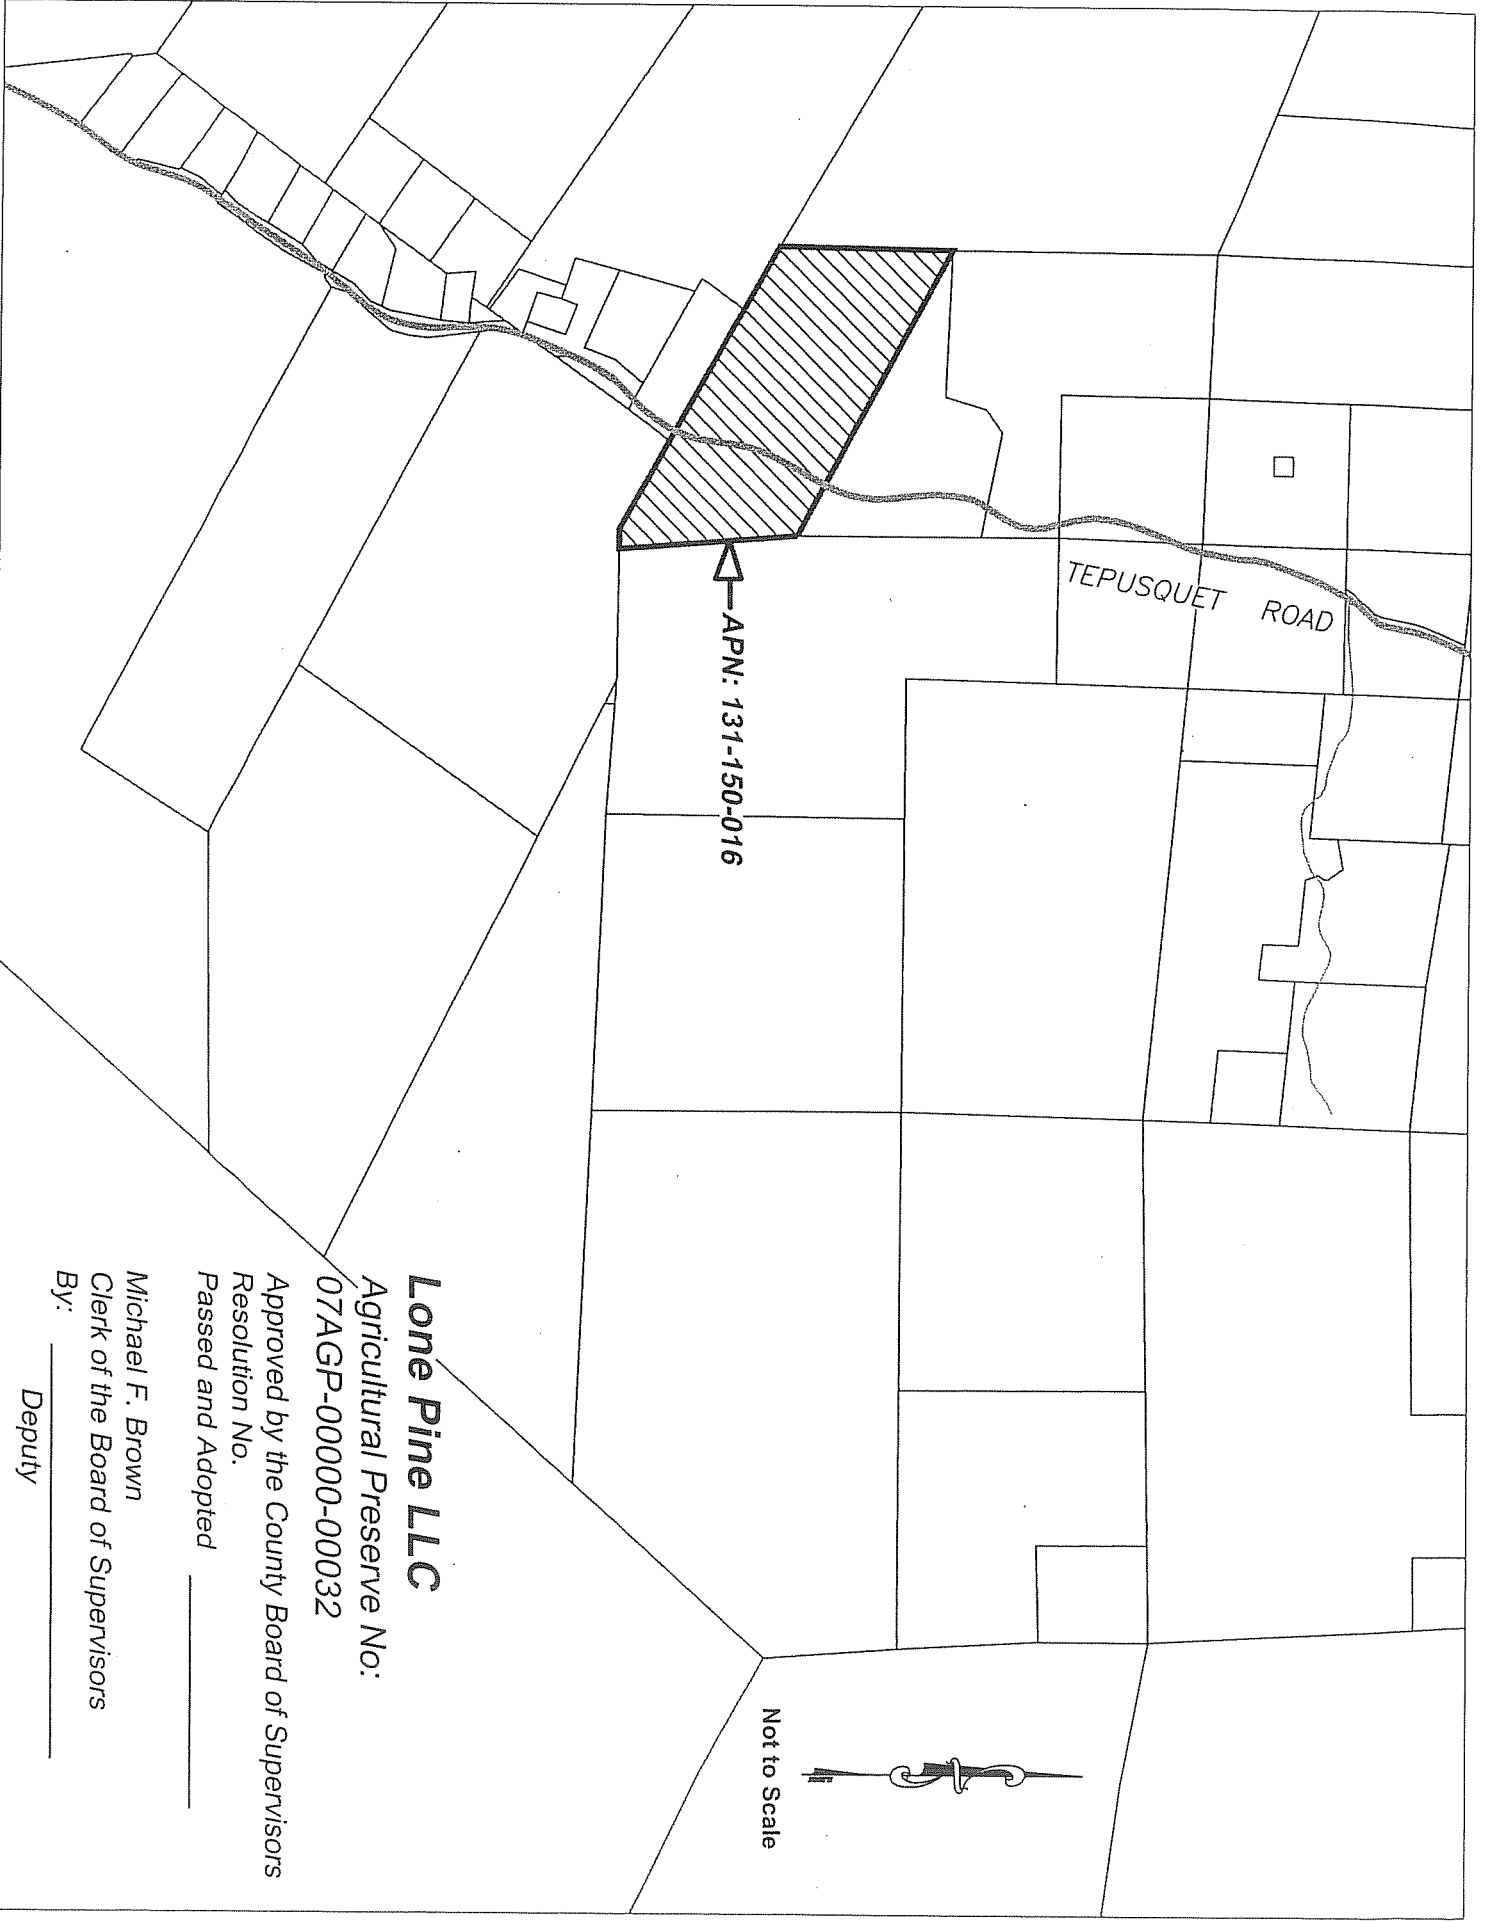 TEPUSQUET ROAD
APN: 131-150-016
Not to Scale
Lone Pine LLC
Agricultural Preserve No:
07AGP-00000-00032
Approved by the County Board of Supervisors
Resolution No.
Passed and Adopted
Michael F. Brown
Clerk of the Board of Supervisors
By:
Deputy